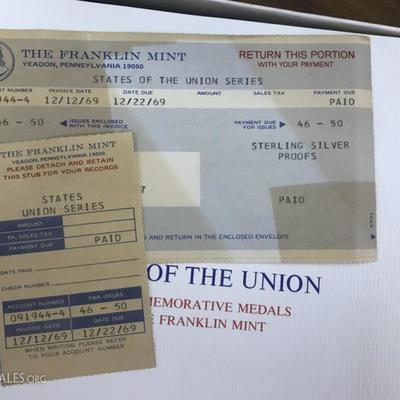 THE FRANKLIN MINT
YEADON, PENNSYLVANIA 19050
RETURN THIS PORTION
WITH YOUR PAYMENT
STATES OF THE UNION SERIES
NUMBER INVOICE DATE DATE DUE AMOUNT SALES TAX
944-4 12/12/69 12/22/69 PAID
46 - 50 ISSUES ENCLOSED WITH THIS INVOICE PAYMENT DUE FOR ISSUES 46 - 50
STERLING SILVER
PROOFS
7 PAID
TEAR
AND RETURN IN THE ENCLOSED ENVELOPE
THE FRANKLIN MINT
YEADON, PENNSYLVANIA 19050
PLEASE DETACH AND RETAIN
THIS STUB FOR YOUR RECORDS
STATES
UNION SERIES
AMOUNT
PA. SALES TAX
PAYMENT DUE PAID
DATE PAID
CHECK NUMBER
ACCOUNT NUMBER FOR ISSUES
091944-4 46 - 50
INVOICE DATE DATE DUE
12/12/69 12/22/69
WHEN WRITING PLEASE REFER
TO YOUR ACCOUNT NUMBER
OF THE UNION
MEMORATIVE MEDALS
FRANKLIN MINT
ALES.ORG